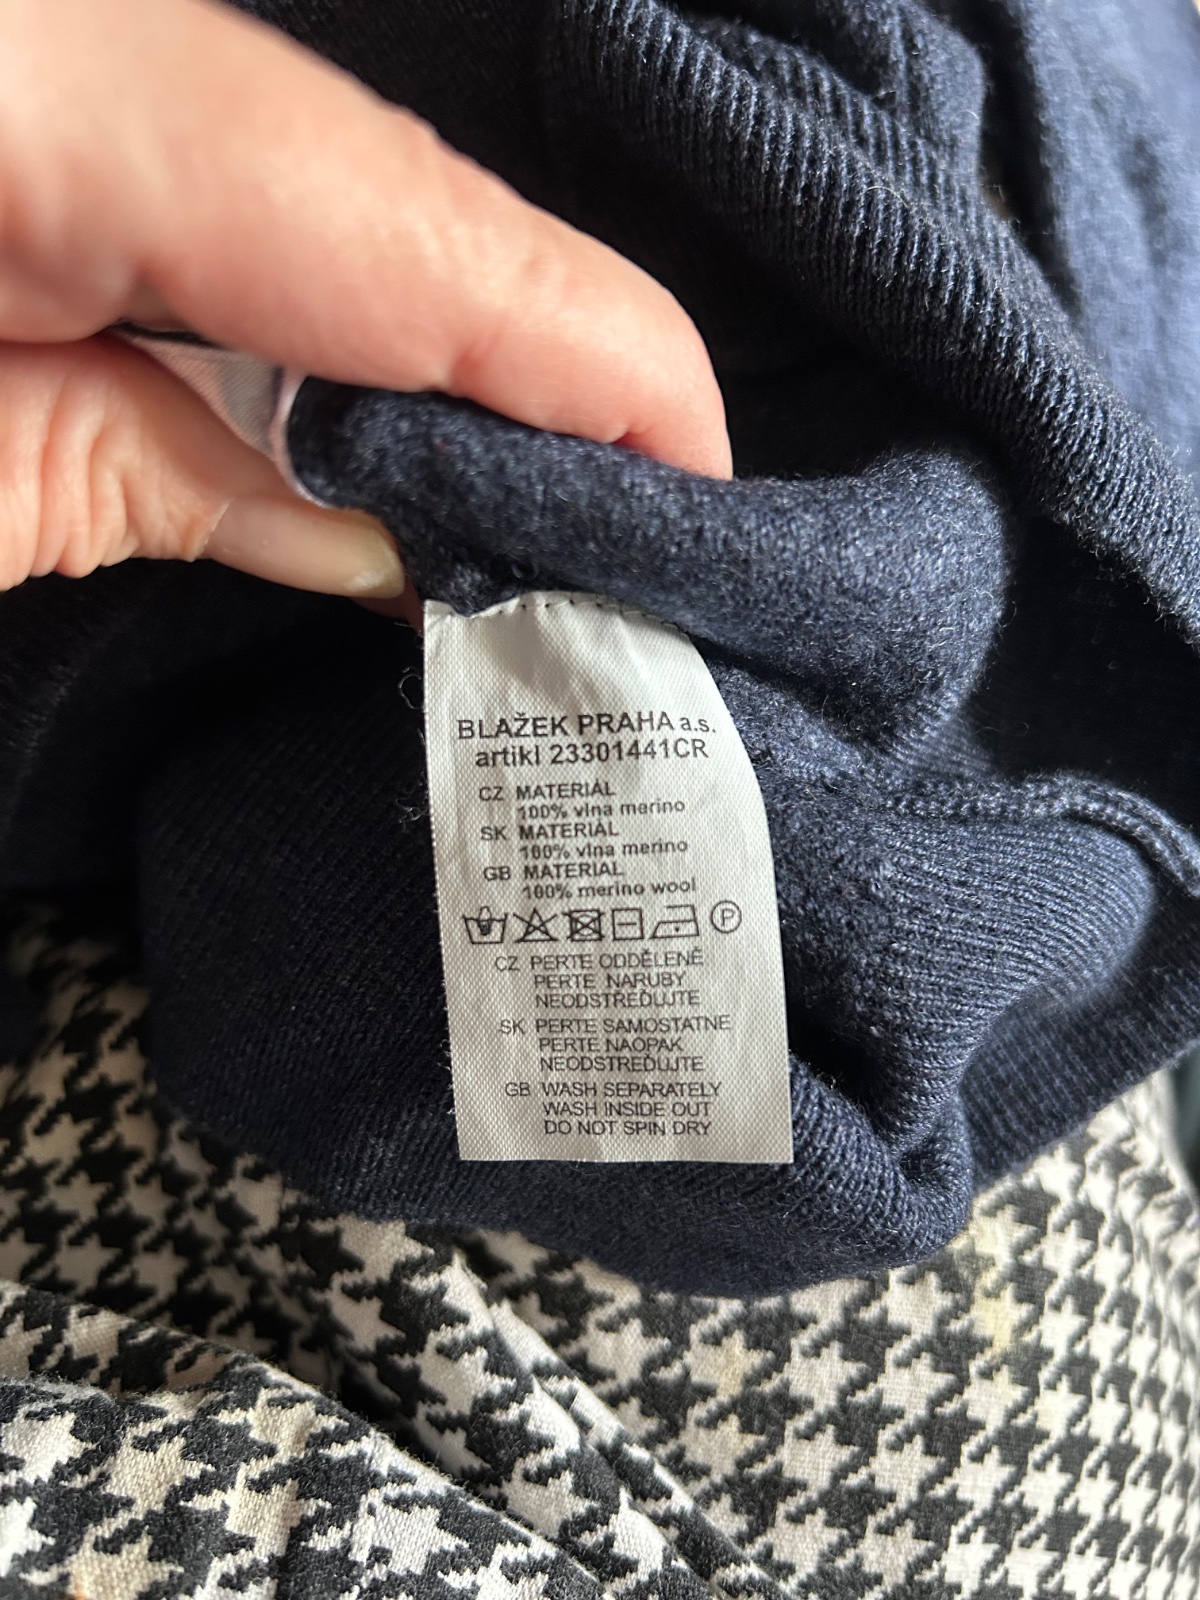 BLAŽEK PRAHA a.s.
artikl 23301441CR
CZ MATERIÁL
100% vlna merino
SK MATERIÁL
100% vlna merino
GB MATERIAL
100% merino wool
P
CZ PERTE ODDĚLENĚ
PERTE NARUBY
NEODSTREĎUJTE
SK PERTE SAMOSTATNE
PERTE NAOPAK
NEODSTREĎUJTE
GB WASH SEPARATELY
WASH INSIDE OUT
DO NOT SPIN DRY